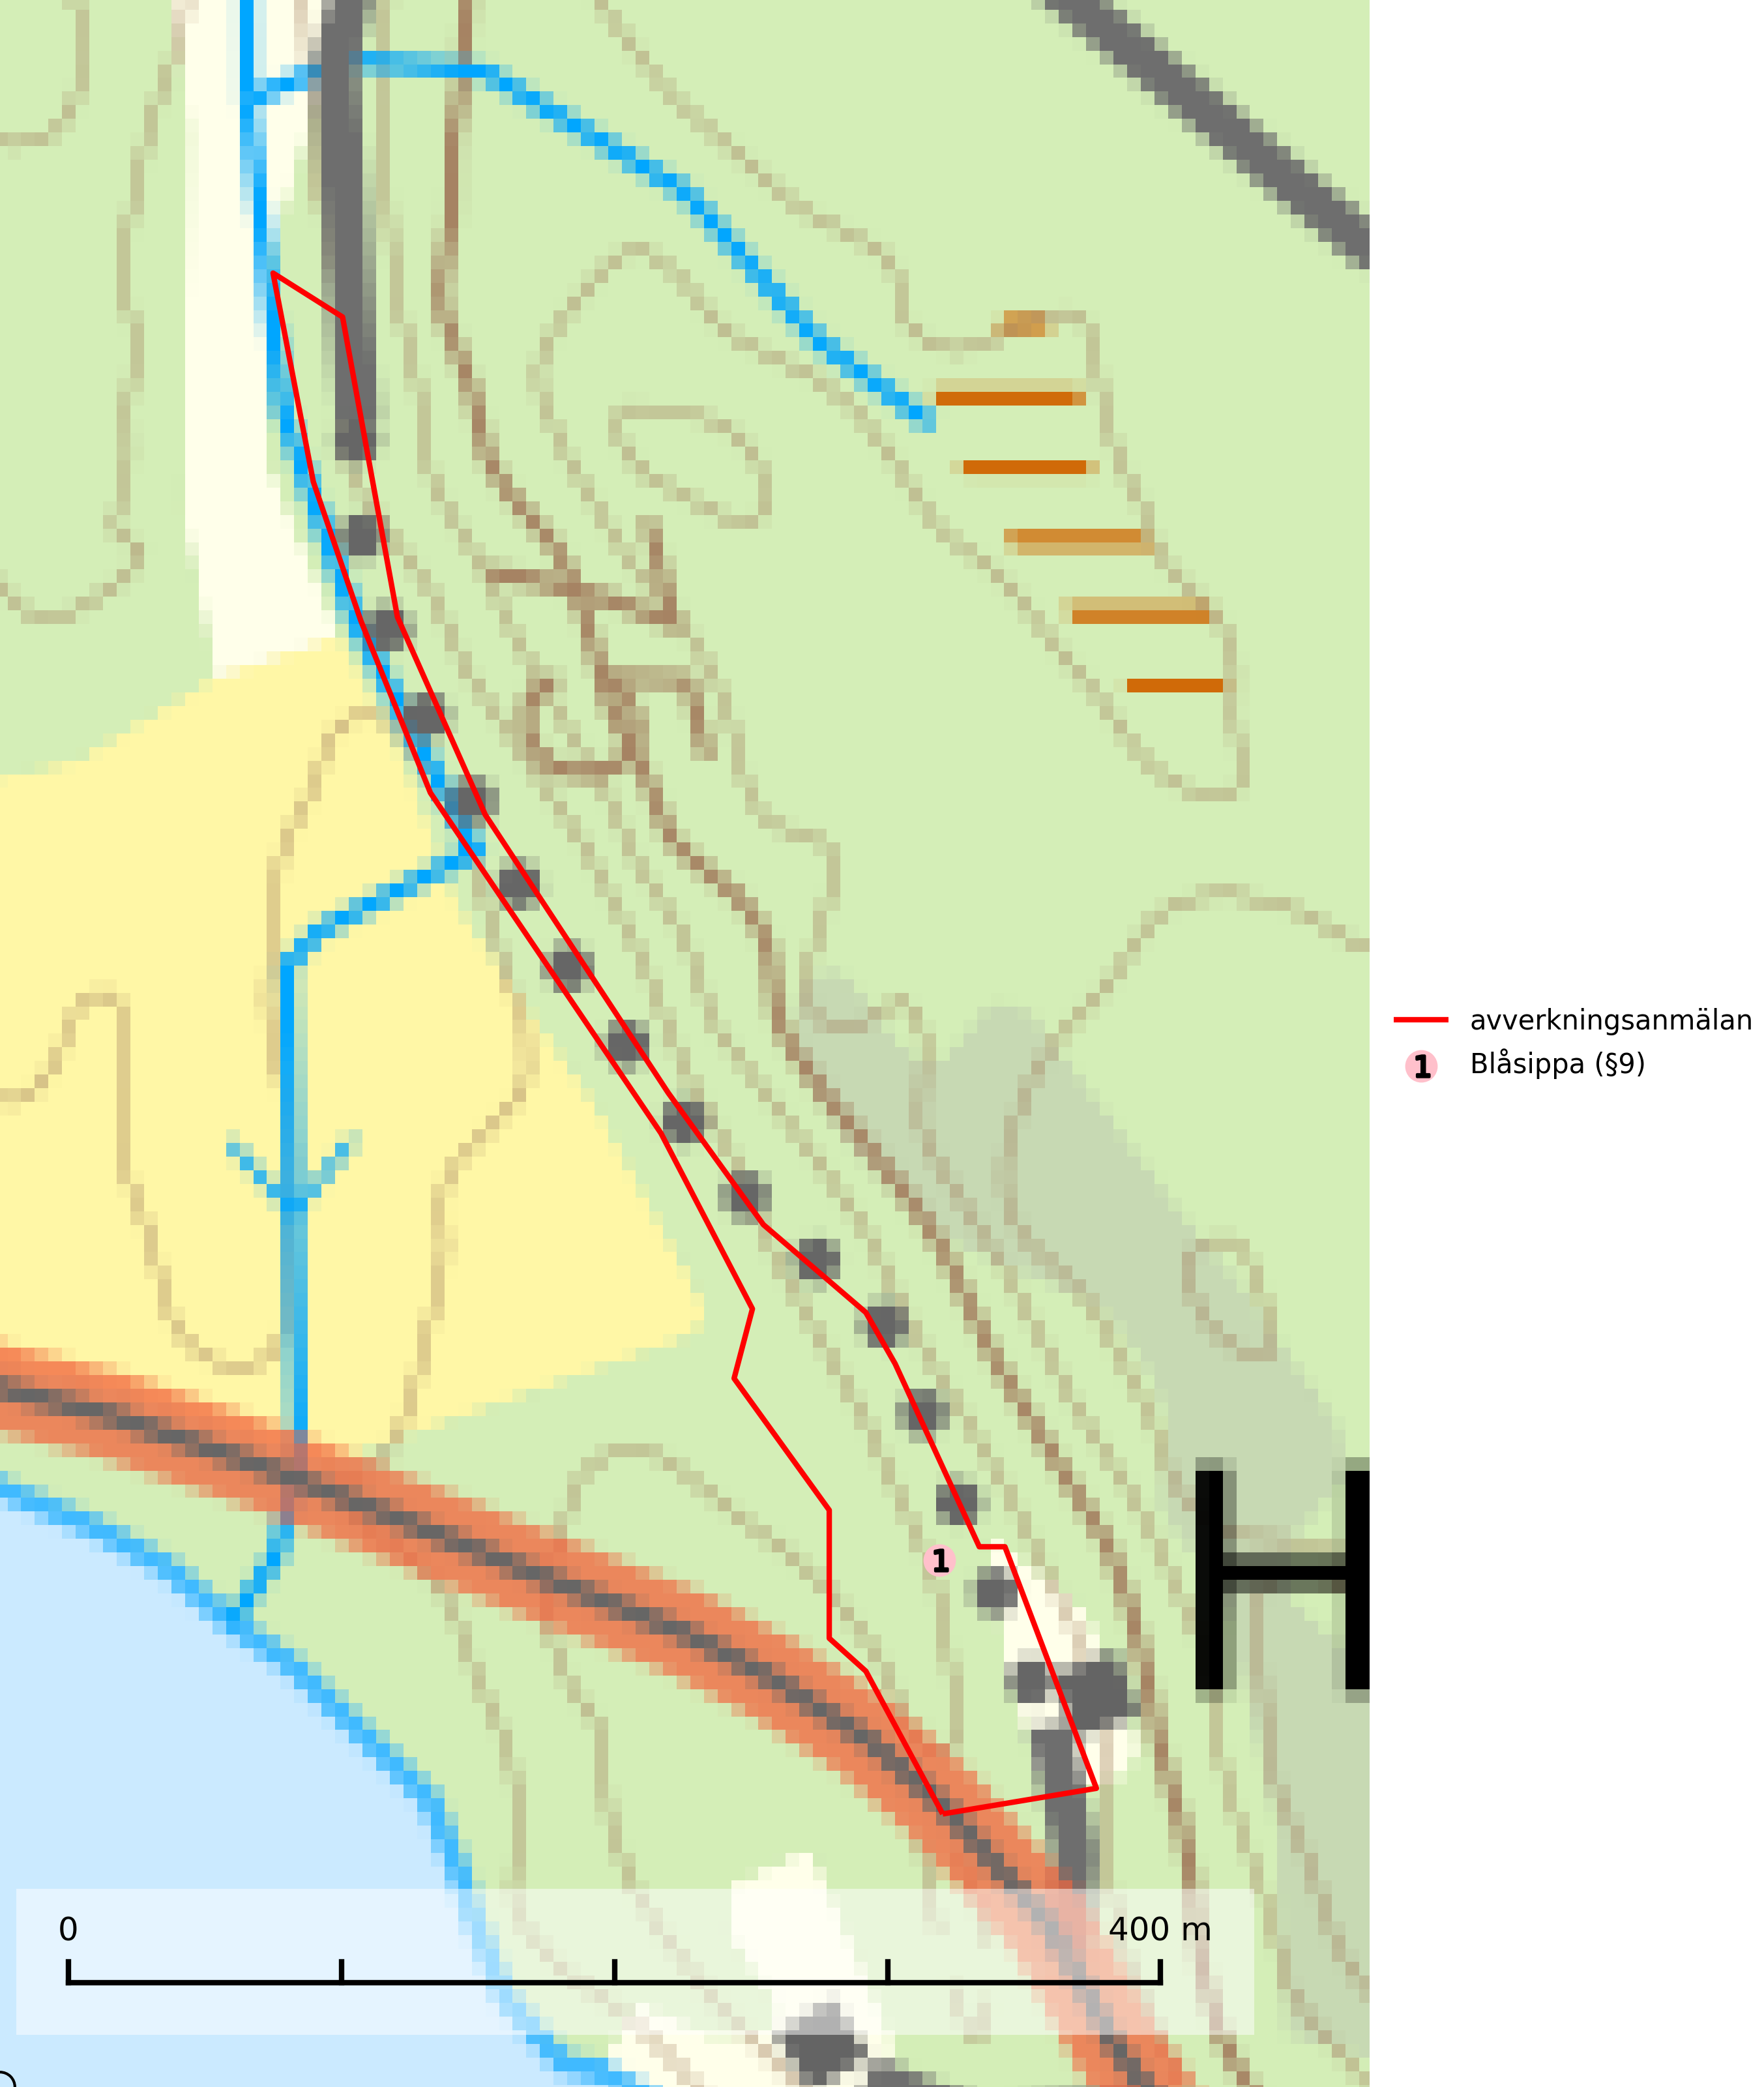 avverkningsanmälan
1 Blåsippa (§9)
H
1
0 400 m